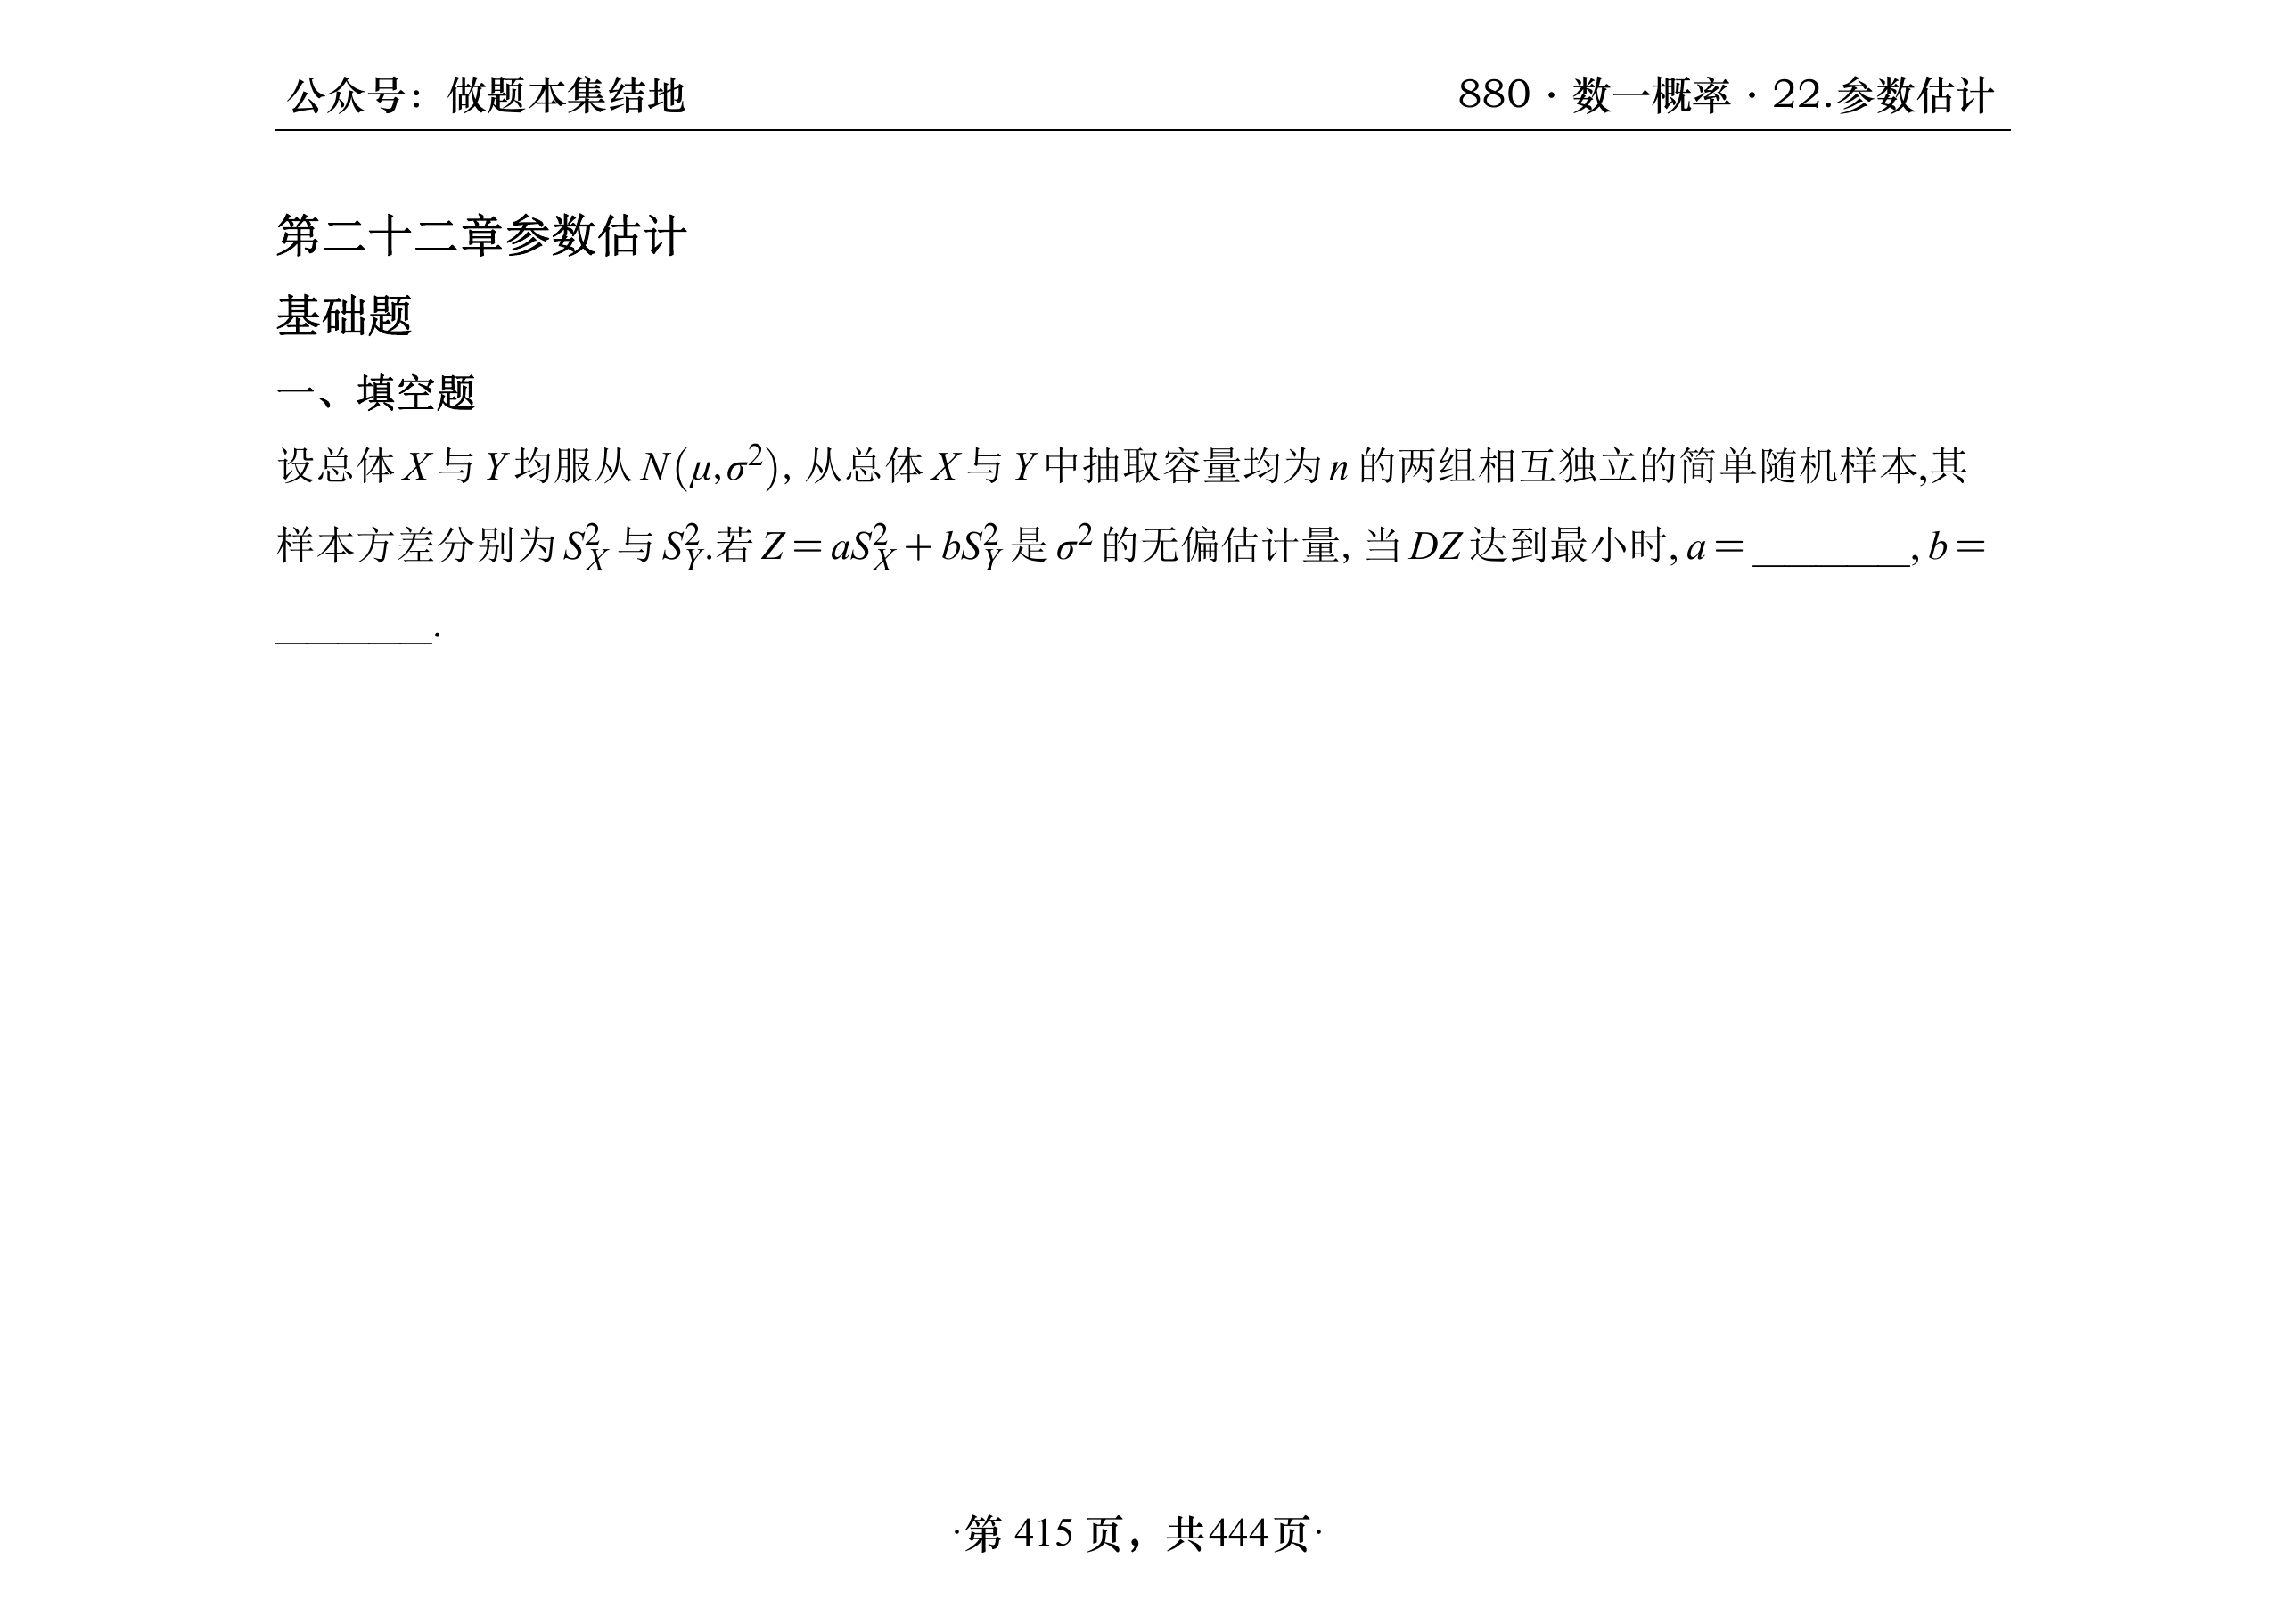 公众号：做题本集结地 880·数一概率·22.参数估计
第二十二章参数估计
基础题
一、填空题
设总体 X 与 Y 均服从 N(μ,σ²), 从总体 X 与 Y 中抽取容量均为 n 的两组相互独立的简单随机样本,其
样本方差分别为 S_X^2 与 S_Y^2.若 Z = aS_X^2 + bS_Y^2 是 σ² 的无偏估计量, 当 DZ 达到最小时, a = ________, b =
________.
·第 415 页，共444页·